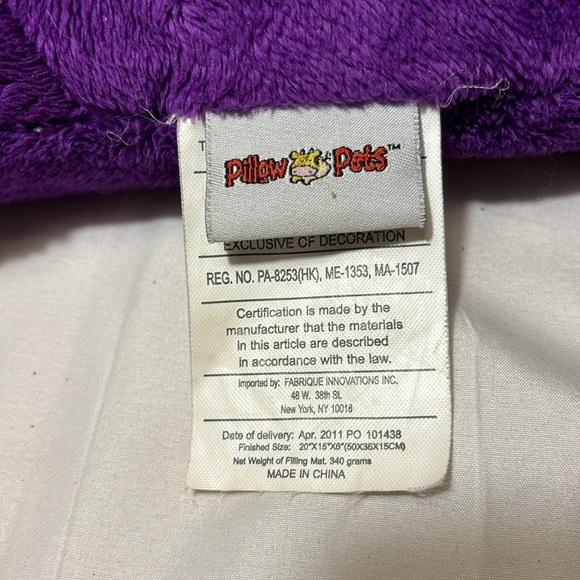 Pillow Pets™
EXCLUSIVE CF DECORATION
REG. NO. PA-8253(HK), ME-1353, MA-1507
Certification is made by the
manufacturer that the materials
in this article are described
in accordance with the law.
Imported by: FABRIQUE INNOVATIONS INC.
48 W. 38th SL
New York, NY 10018
Date of delivery: Apr. 2011 PO 101438
Finished Size: 20"X15"X6"(50X36X15CM)
Net Weight of Filling Mat. 340 grams
MADE IN CHINA